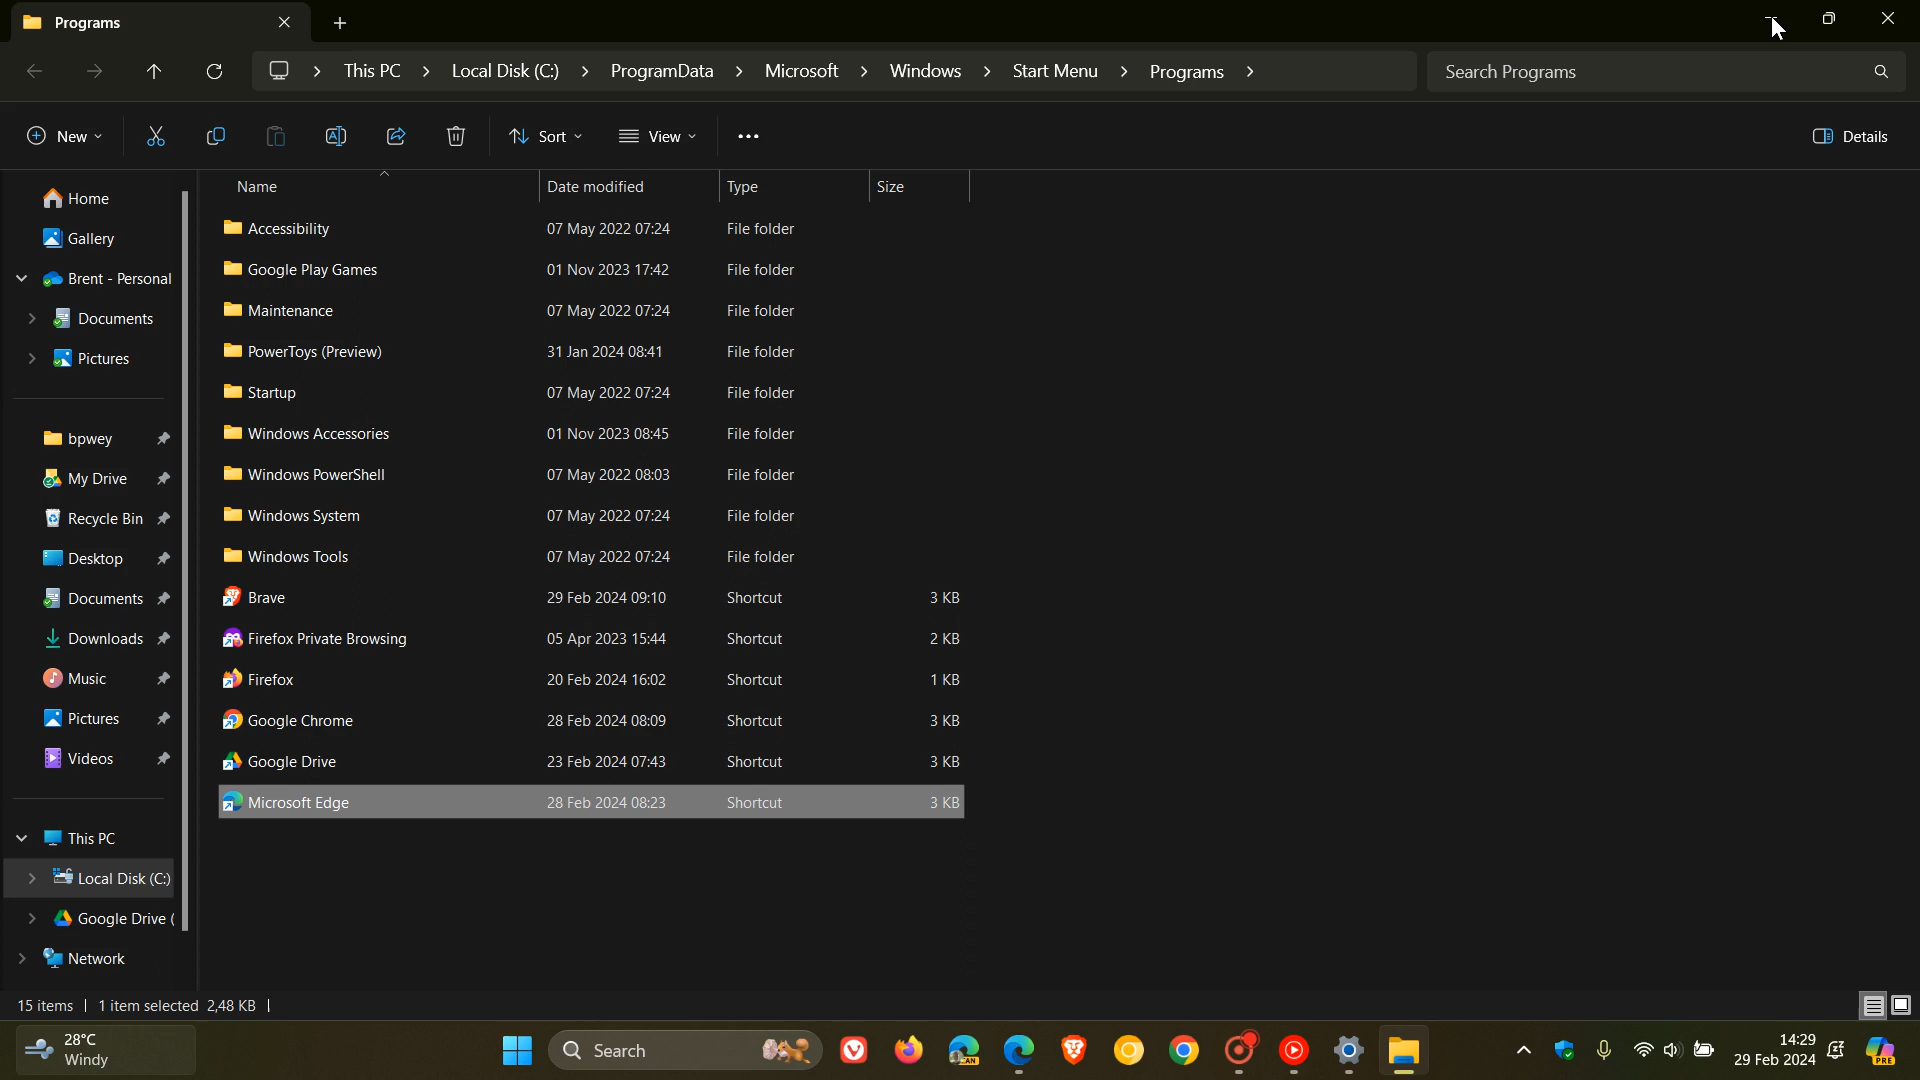 Programs
This PC
Local Disk (C:)
ProgramData
Microsoft
Windows
Start Menu
Programs
Search Programs
New
Sort
View
Details
Home
Gallery
Brent - Personal
Documents
Pictures
bpwey
My Drive
Recycle Bin
Desktop
Documents
Downloads
Music
Pictures
Videos
This PC
Local Disk (C:)
Google Drive (
Network
Name Date modified Type Size
Accessibility 07 May 2022 07:24 File folder
Google Play Games 01 Nov 2023 17:42 File folder
Maintenance 07 May 2022 07:24 File folder
PowerToys (Preview) 31 Jan 2024 08:41 File folder
Startup 07 May 2022 07:24 File folder
Windows Accessories 01 Nov 2023 08:45 File folder
Windows PowerShell 07 May 2022 08:03 File folder
Windows System 07 May 2022 07:24 File folder
Windows Tools 07 May 2022 07:24 File folder
Brave 29 Feb 2024 09:10 Shortcut 3 KB
Firefox Private Browsing 05 Apr 2023 15:44 Shortcut 2 KB
Firefox 20 Feb 2024 16:02 Shortcut 1 KB
Google Chrome 28 Feb 2024 08:09 Shortcut 3 KB
Google Drive 23 Feb 2024 07:43 Shortcut 3 KB
Microsoft Edge 28 Feb 2024 08:23 Shortcut 3 KB
15 items 1 item selected 2,48 KB
28°C
Windy
Search
CAN
14:29
29 Feb 2024
PRE